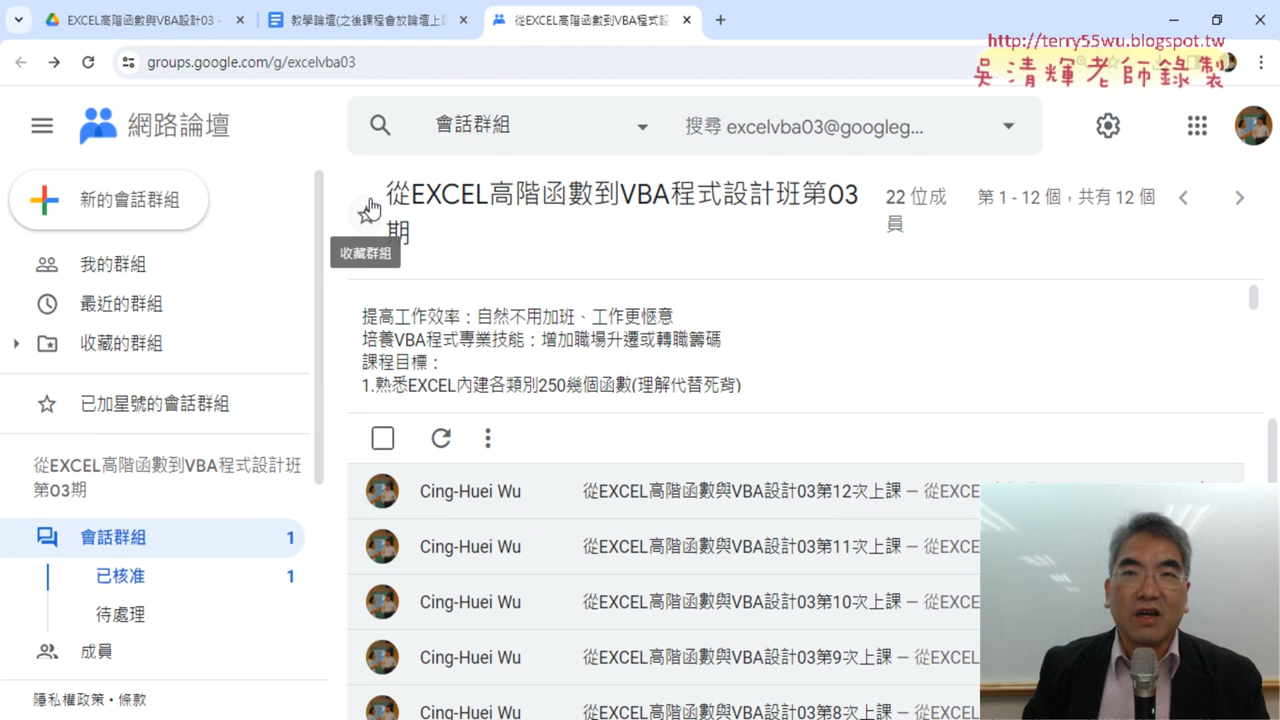 EXCEL高階函數與VBA設計03 -
教學論壇(之後課程會放論壇上課
從EXCEL高階函數到VBA程式設
groups.google.com/g/excelvba03
http://terry55wu.blogspot.tw
吳清輝老師錄製
網路論壇
會話群組
搜尋 excelvba03@googleg...
新的會話群組
從EXCEL高階函數到VBA程式設計班第03
期
22 位成
員
第 1 - 12 個，共有 12 個
收藏群組
我的群組
最近的群組
收藏的群組
已加星號的會話群組
從EXCEL高階函數到VBA程式設計班
第03期
會話群組 1
已核准 1
待處理
成員
隱私權政策 • 條款
提高工作效率：自然不用加班、工作更愜意
培養VBA程式專業技能：增加職場升遷或轉職籌碼
課程目標：
1.熟悉EXCEL內建各類別250幾個函數(理解代替死背)
Cing-Huei Wu 從EXCEL高階函數與VBA設計03第12次上課 – 從EXCE
Cing-Huei Wu 從EXCEL高階函數與VBA設計03第11次上課 – 從EXCE
Cing-Huei Wu 從EXCEL高階函數與VBA設計03第10次上課 – 從EXCE
Cing-Huei Wu 從EXCEL高階函數與VBA設計03第9次上課 – 從EXCEL
Cing-Huei Wu 從EXCEL高階函數與VBA設計03第8次上課 – 從EXCEL